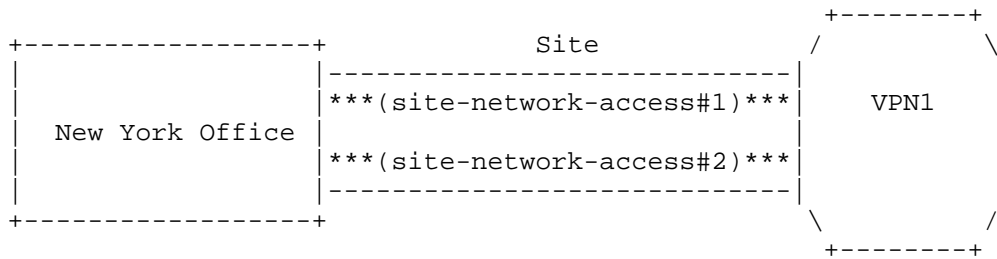 Site
***(site-network-access#1)*** VPN1
New York Office
***(site-network-access#2)***